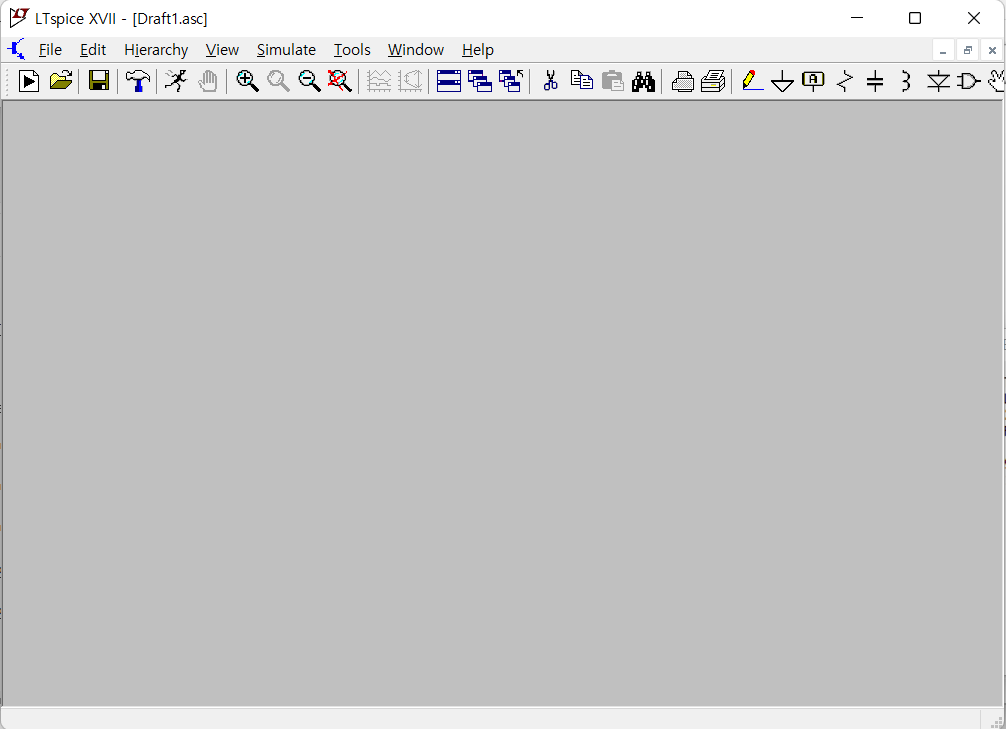 LTspice XVII - [Draft1.asc]
File Edit Hierarchy View Simulate Tools Window Help
A